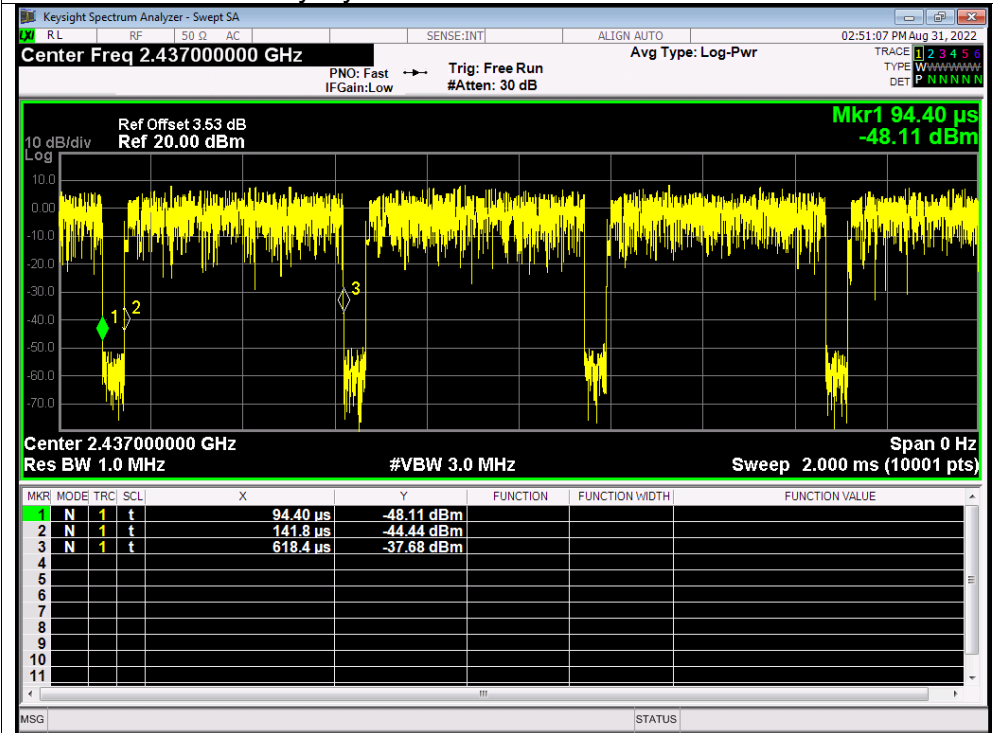 Keysight Spectrum Analyzer - Swept SA
LXI RL RF 50 Ω AC SENSE:INT ALIGN AUTO 02:51:07 PM Aug 31, 2022
Center Freq 2.437000000 GHz Avg Type: Log-Pwr TRACE 1 2 3 4 5 6
PNO: Fast Trig: Free Run TYPE WWWWWW
IFGain:Low #Atten: 30 dB DET P N N N N N
Mkr1 94.40 µs
-48.11 dBm
Ref Offset 3.53 dB
10 dB/div Ref 20.00 dBm
Log
10.0
0.00
-10.0
-20.0
-30.0
3
2
-40.0
1
-50.0
-60.0
-70.0
Center 2.437000000 GHz Span 0 Hz
Res BW 1.0 MHz #VBW 3.0 MHz Sweep 2.000 ms (10001 pts)
MKR MODE TRC SCL X Y FUNCTION FUNCTION WIDTH FUNCTION VALUE
1 N 1 t 94.40 µs -48.11 dBm
2 N 1 t 141.8 µs -44.44 dBm
3 N 1 t 618.4 µs -37.68 dBm
4
5
6
7
8
9
10
11
MSG STATUS